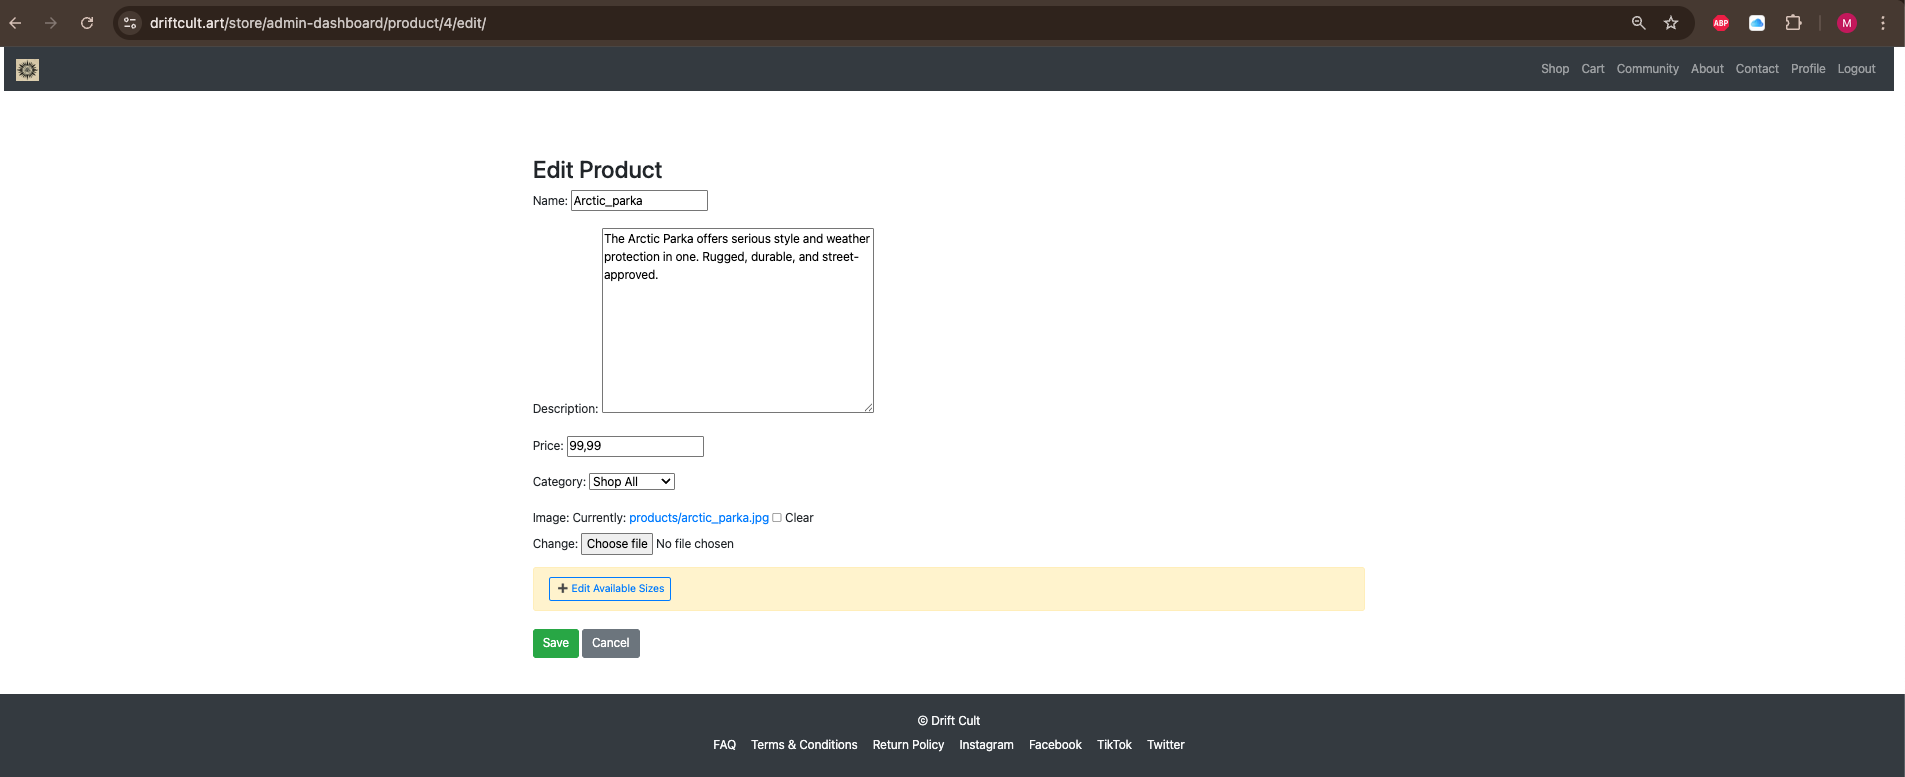 driftcult.art/store/admin-dashboard/product/4/edit/
ABP
M
Shop Cart Community About Contact Profile Logout
Edit Product
Name: Arctic_parka
The Arctic Parka offers serious style and weather
protection in one. Rugged, durable, and street-
approved.
Description:
Price: 99,99
Category: Shop All
Image: Currently: products/arctic_parka.jpg Clear
Change: Choose file No file chosen
+ Edit Available Sizes
Save Cancel
© Drift Cult
FAQ Terms & Conditions Return Policy Instagram Facebook TikTok Twitter